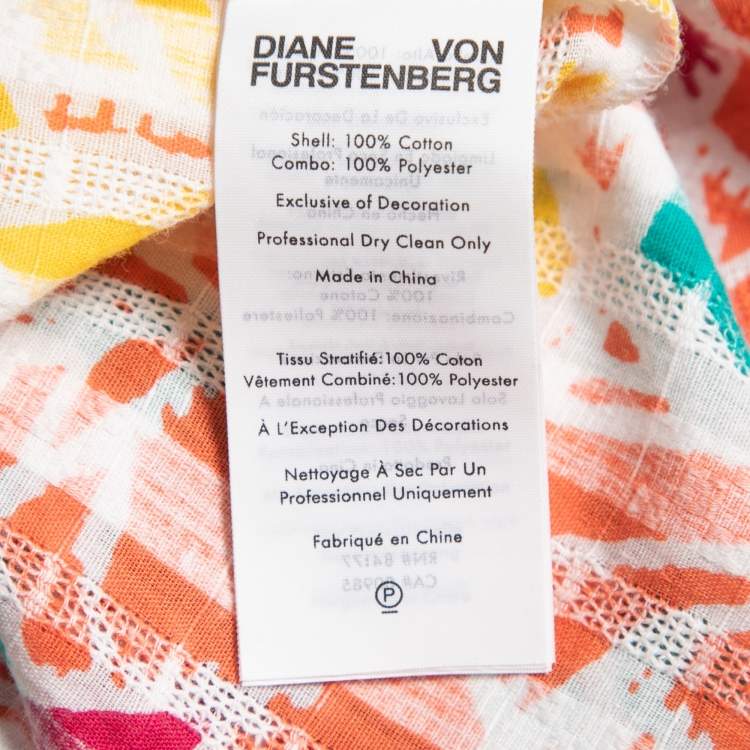 DIANE VON
FURSTENBERG
Shell: 100% Cotton
Combo: 100% Polyester
Exclusive of Decoration
Professional Dry Clean Only
Made in China
Tissu Stratifié:100% Coton
Vêtement Combiné:100% Polyester
À L'Exception Des Décorations
Nettoyage À Sec Par Un
Professionnel Uniquement
Fabriqué en Chine
P